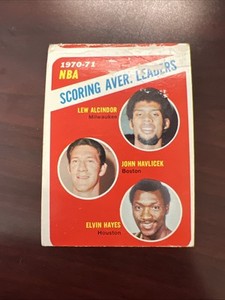 1970-71
NBA
SCORING AVER. LEADERS
LEW ALCINDOR
Milwaukee
JOHN HAVLICEK
Boston
ELVIN HAYES
Houston